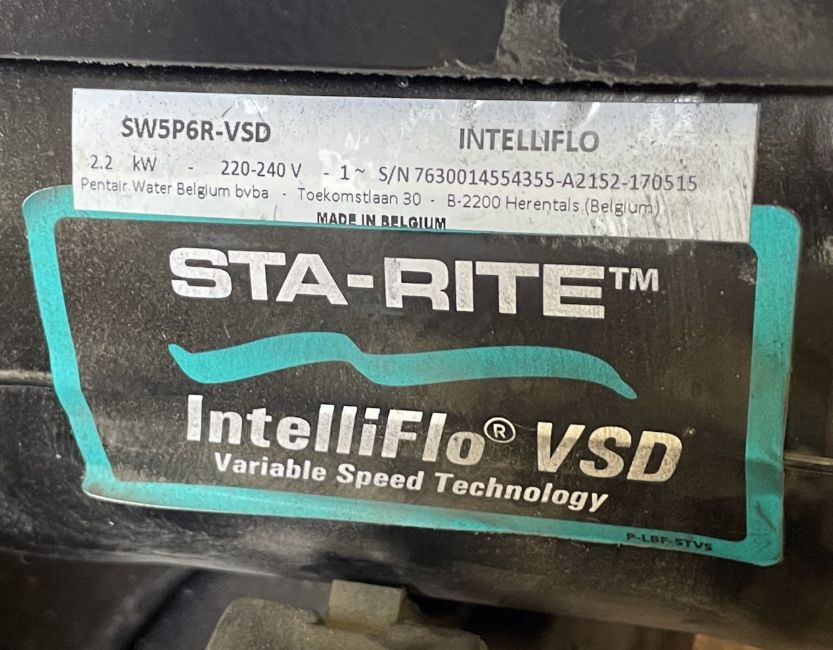 SW5P6R-VSD INTELLIFLO
2.2 kW - 220-240 V - 1~ S/N 7630014554355-A2152-170515
Pentair Water Belgium bvba - Toekomstlaan 30 - B-2200 Herentals (Belgium)
MADE IN BELGIUM
STA-RITE™
IntelliFlo® VSD
Variable Speed Technology
P-LBF-STVS